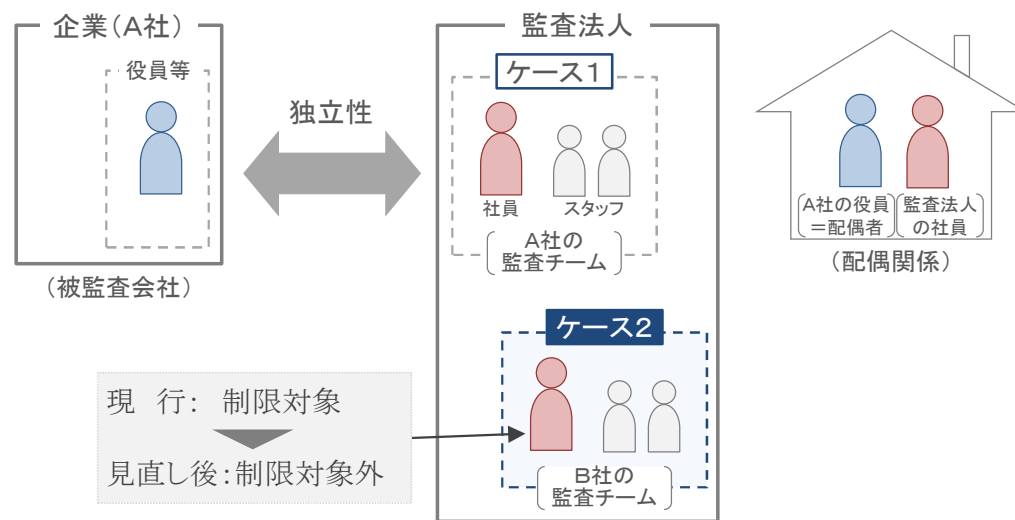 企業（A社）
役員等
（被監査会社）
独立性
監査法人
ケース1
社員
スタッフ
A社の
監査チーム
ケース2
B社の
監査チーム
A社の役員
＝配偶者
監査法人
の社員
（配偶関係）
現　行： 制限対象
見直し後：制限対象外